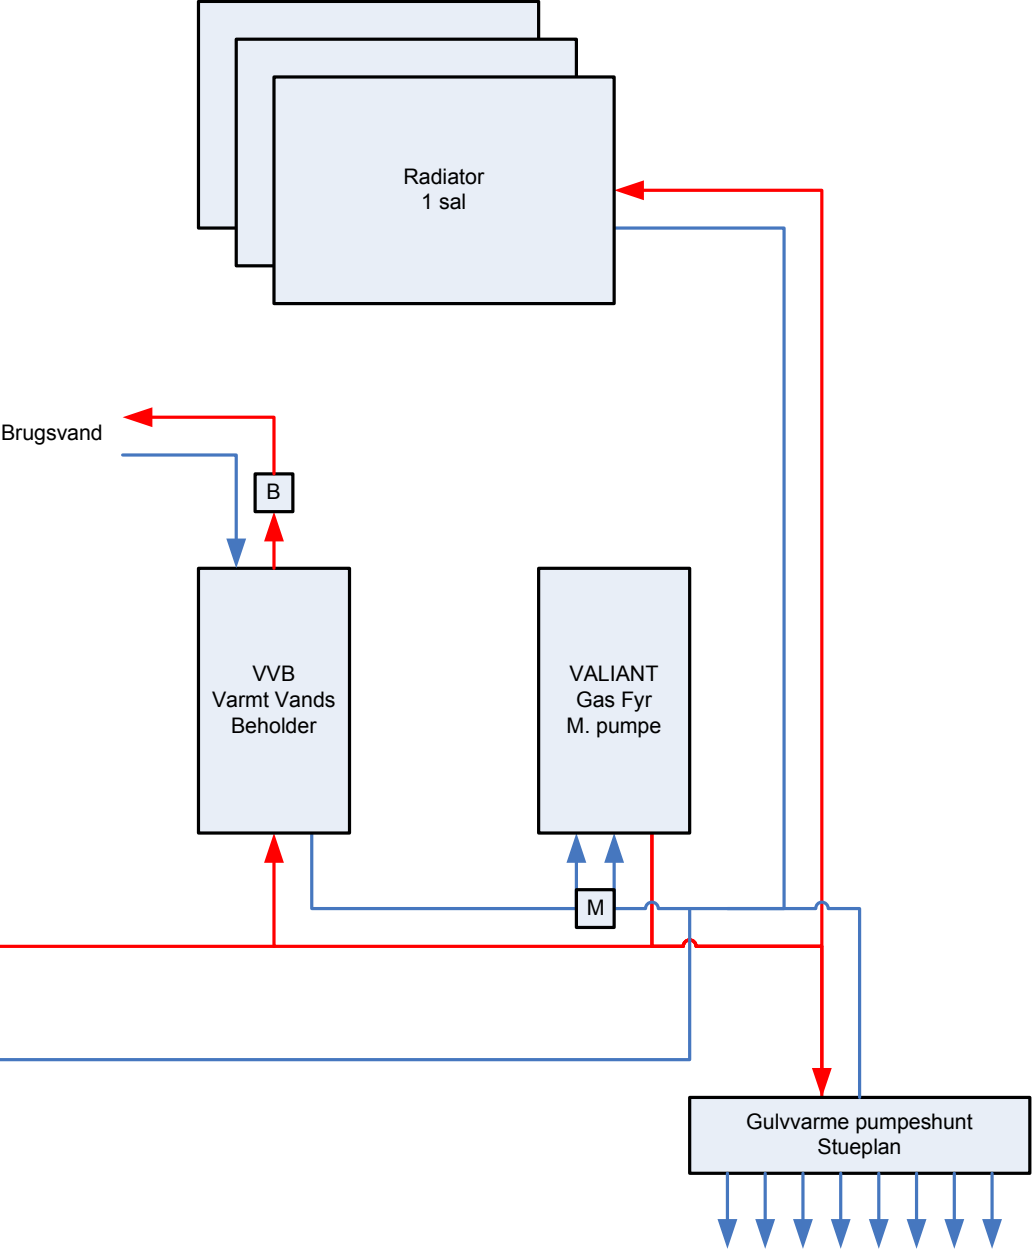 Radiator
1 sal
Brugsvand
B
VVB
Varmt Vands
Beholder
VALIANT
Gas Fyr
M. pumpe
M
Gulvvarme pumpeshunt
Stueplan